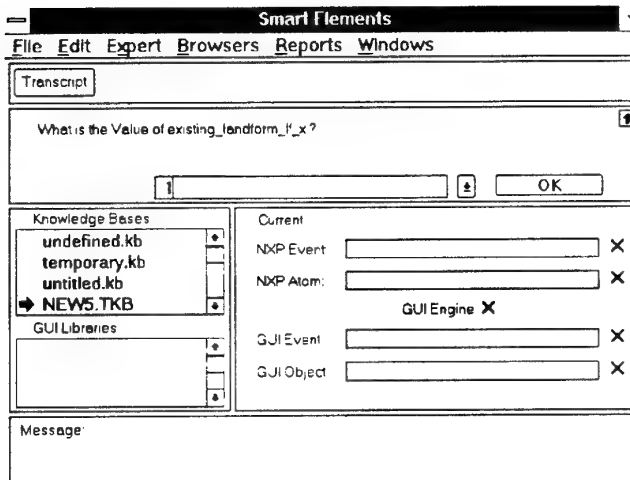 Smart Elements
File Edit Expert Browsers Reports Windows
Transcript
What is the Value of existing_landform_lf_x ?
1
OK
Knowledge Bases
undefined.kb
temporary.kb
untitled.kb
NEW5.TKB
GUI Libraries
Current
NXP Event
NXP Atom:
GUI Engine
GUI Event
GUI Object
Message: